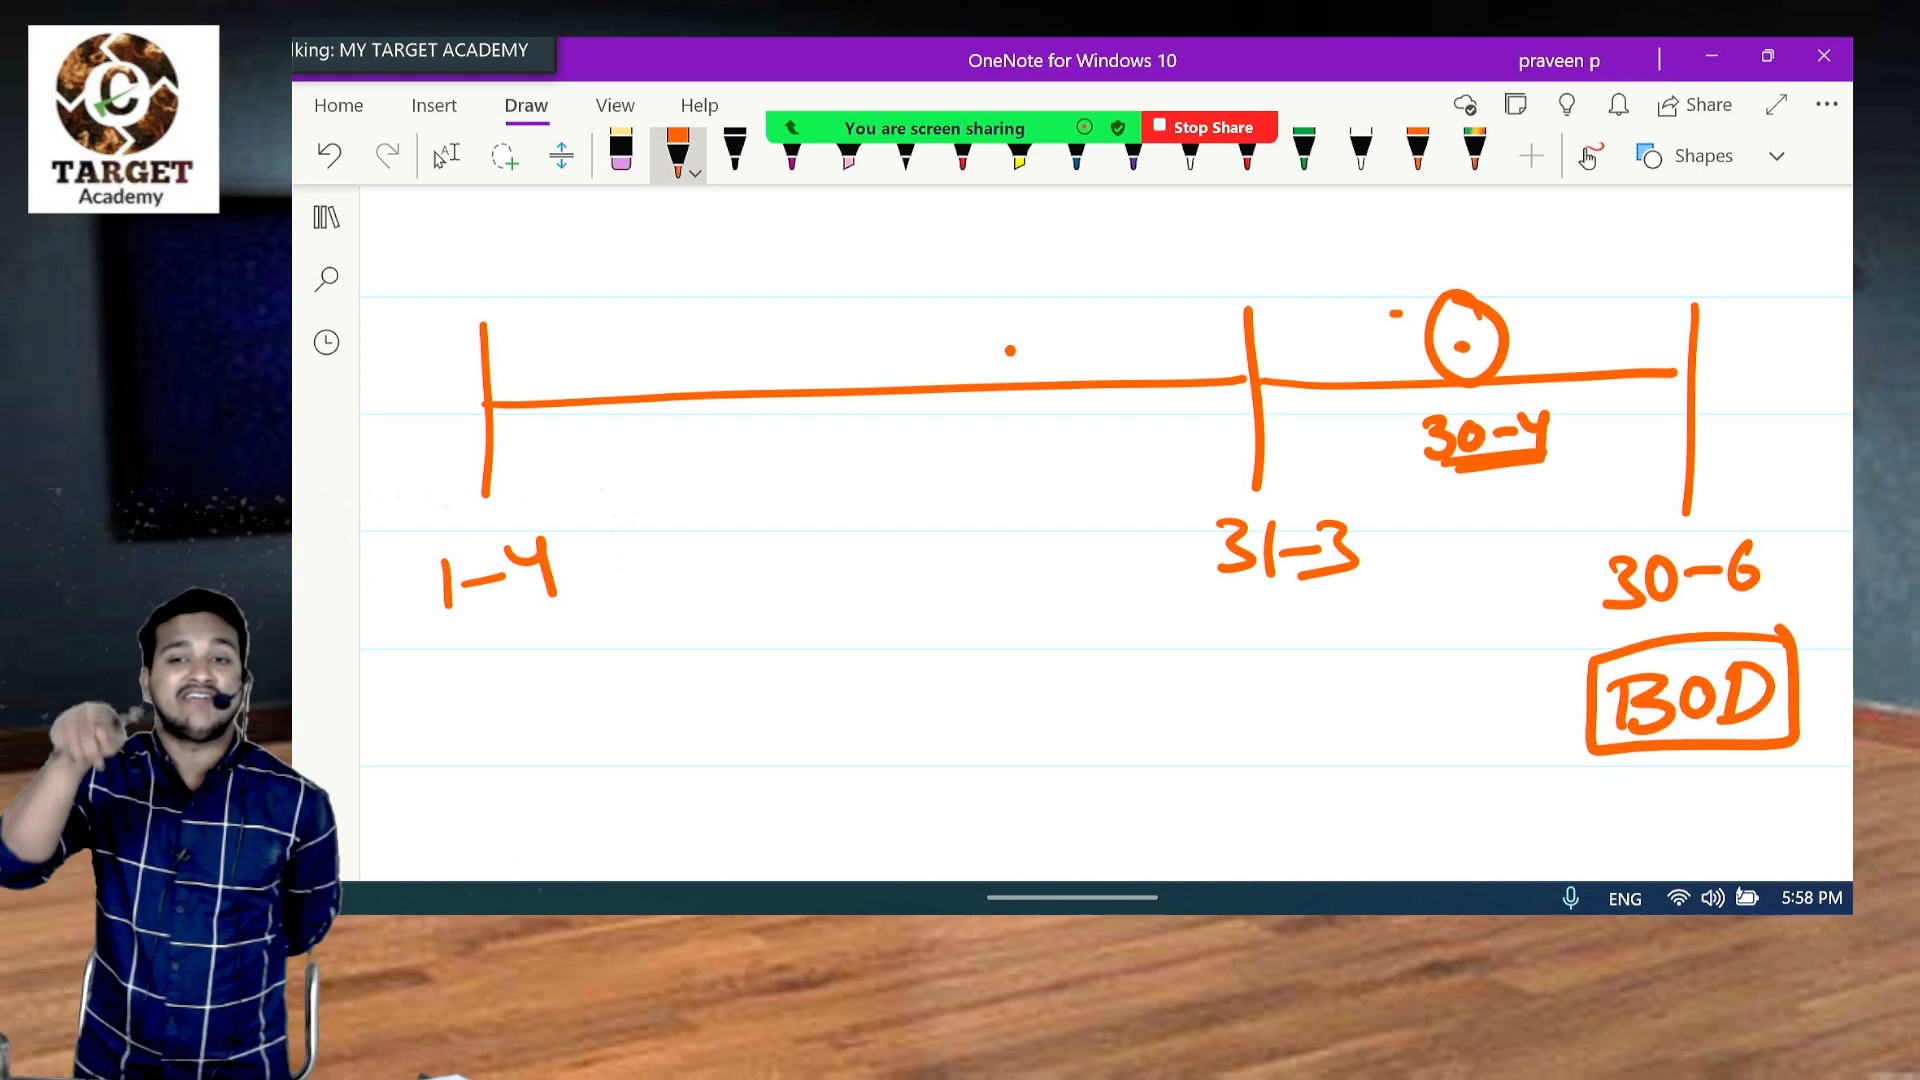 C
TARGET
Academy
lking: MY TARGET ACADEMY
OneNote for Windows 10
praveen p
Home Insert Draw View Help
You are screen sharing
Stop Share
Share
Shapes
30-4
1-4
31-3
30-6
BOD
ENG
5:58 PM